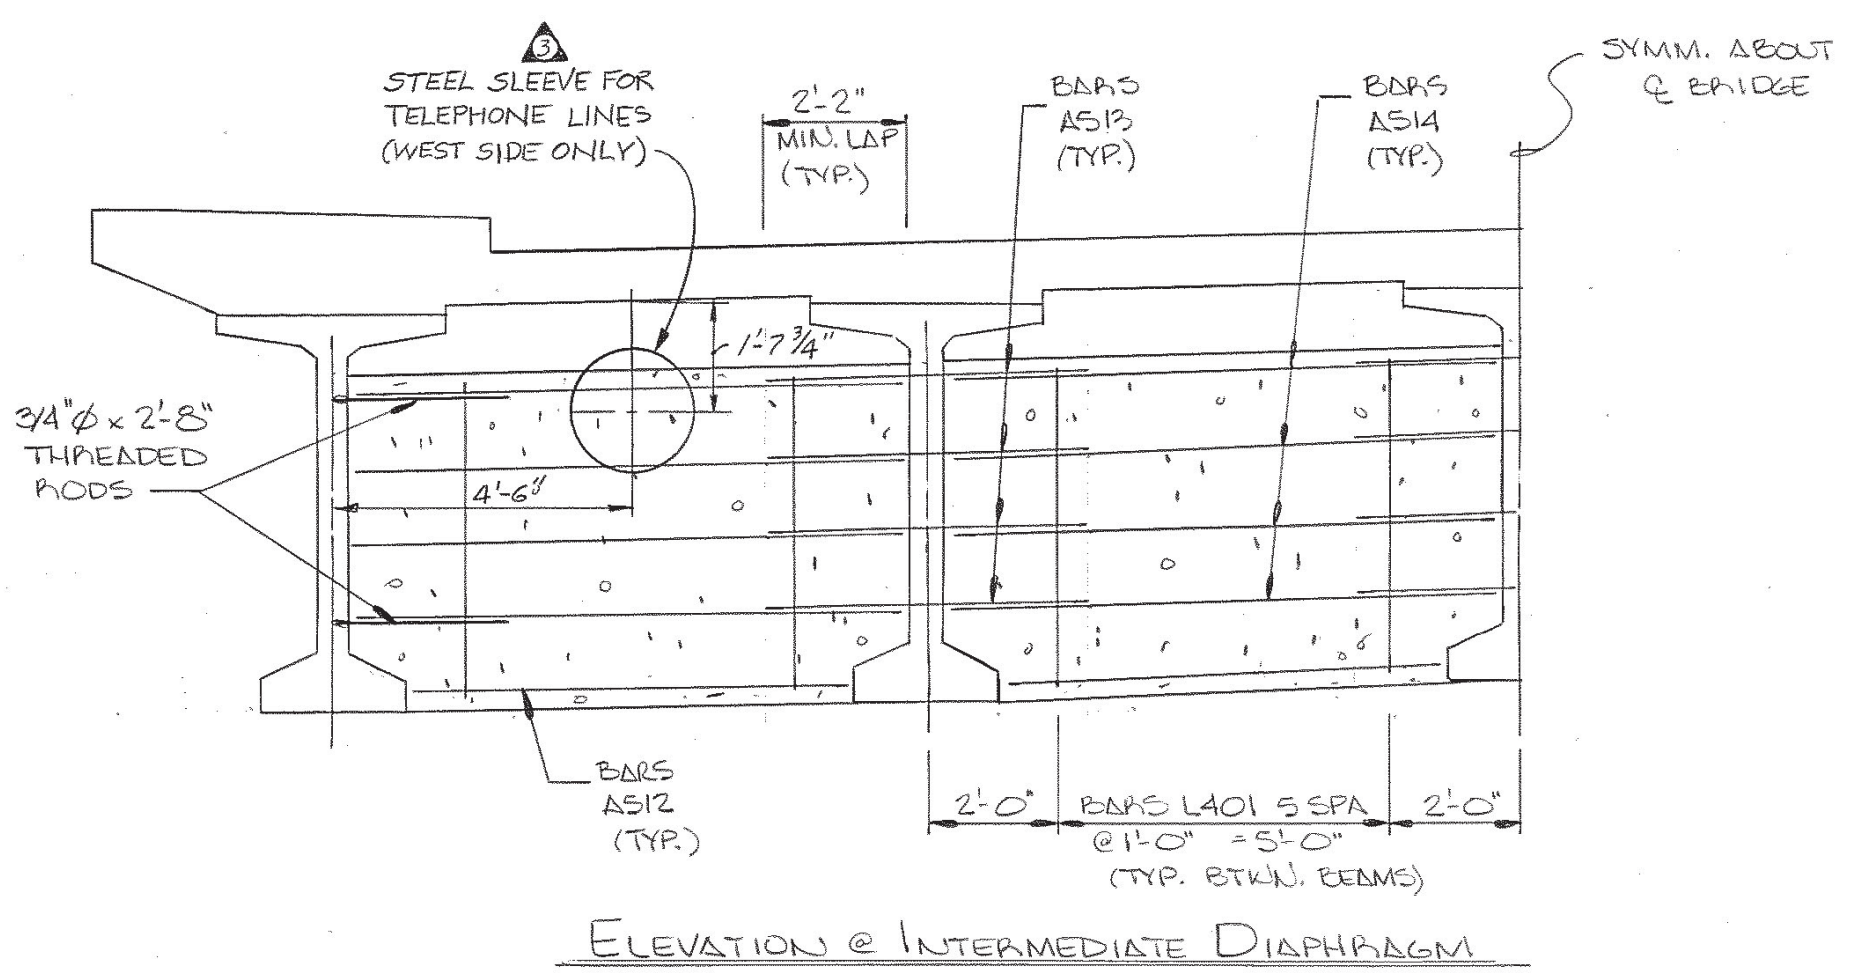 3
STEEL SLEEVE FOR
TELEPHONE LINES
(WEST SIDE ONLY)
2'-2"
MIN. LAP
(TYP.)
BARS
A513
(TYP.)
BARS
A514
(TYP.)
SYMM. ABOUT
℄ BRIDGE
1'-7 3/4"
3/4"⌀ x 2'-8"
THREADED
RODS
4'-6"
BARS
A512
(TYP.)
2'-0"
BARS L401 5 SPA
@ 1'-0" = 5'-0"
(TYP. BTWN. BEAMS)
2'-0"
ELEVATION @ INTERMEDIATE DIAPHRAGM